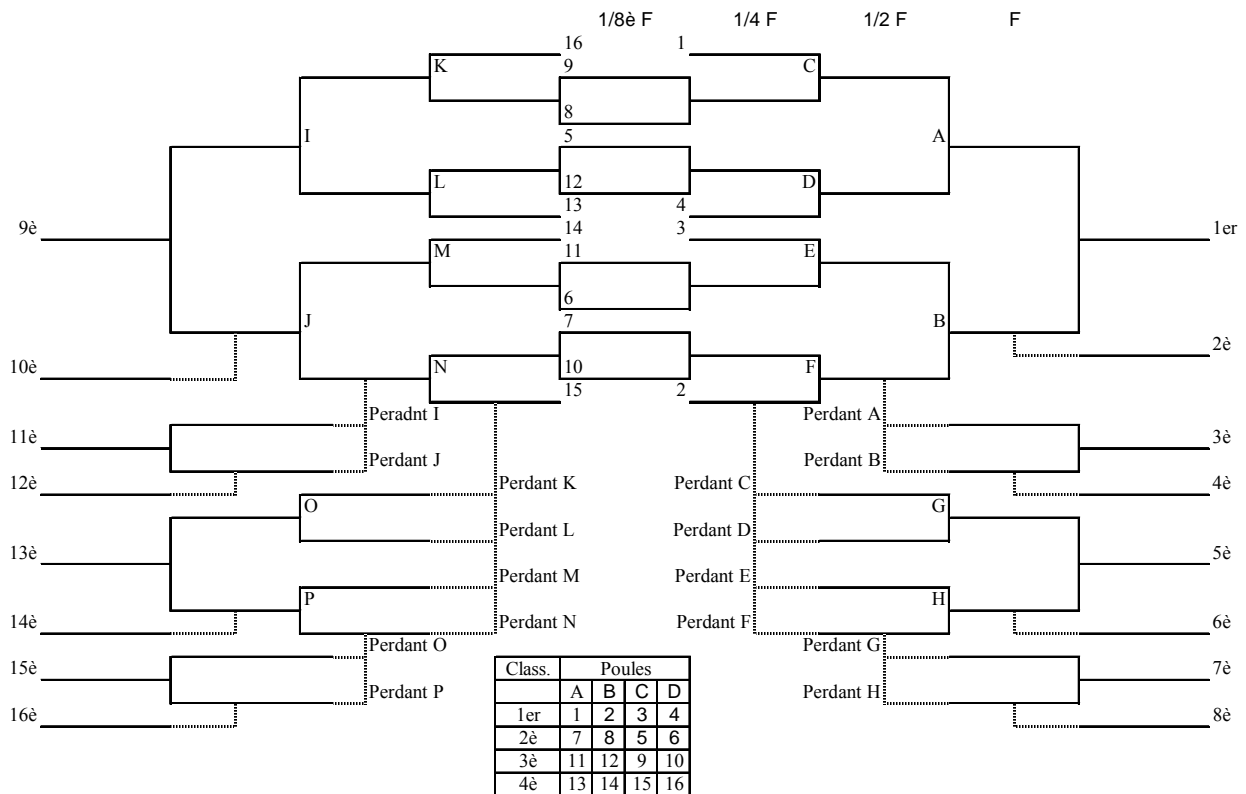 1/8è F 1/4 F 1/2 F F
16 1
K 9 C
8
I 5 A
L 12 D
13 4
9è 14 3 1er
M 11 E
6
J 7 B
2è
10è N 10 F
15 2
Peradnt I Perdant A
11è 3è
Perdant J Perdant B
12è Perdant K Perdant C 4è
O G
Perdant L Perdant D
13è 5è
Perdant M Perdant E
P H
14è Perdant N Perdant F 6è
Perdant O Perdant G
15è Class. Poules 7è
Perdant P A B C D Perdant H
16è 1er 1 2 3 4 8è
2è 7 8 5 6
3è 11 12 9 10
4è 13 14 15 16